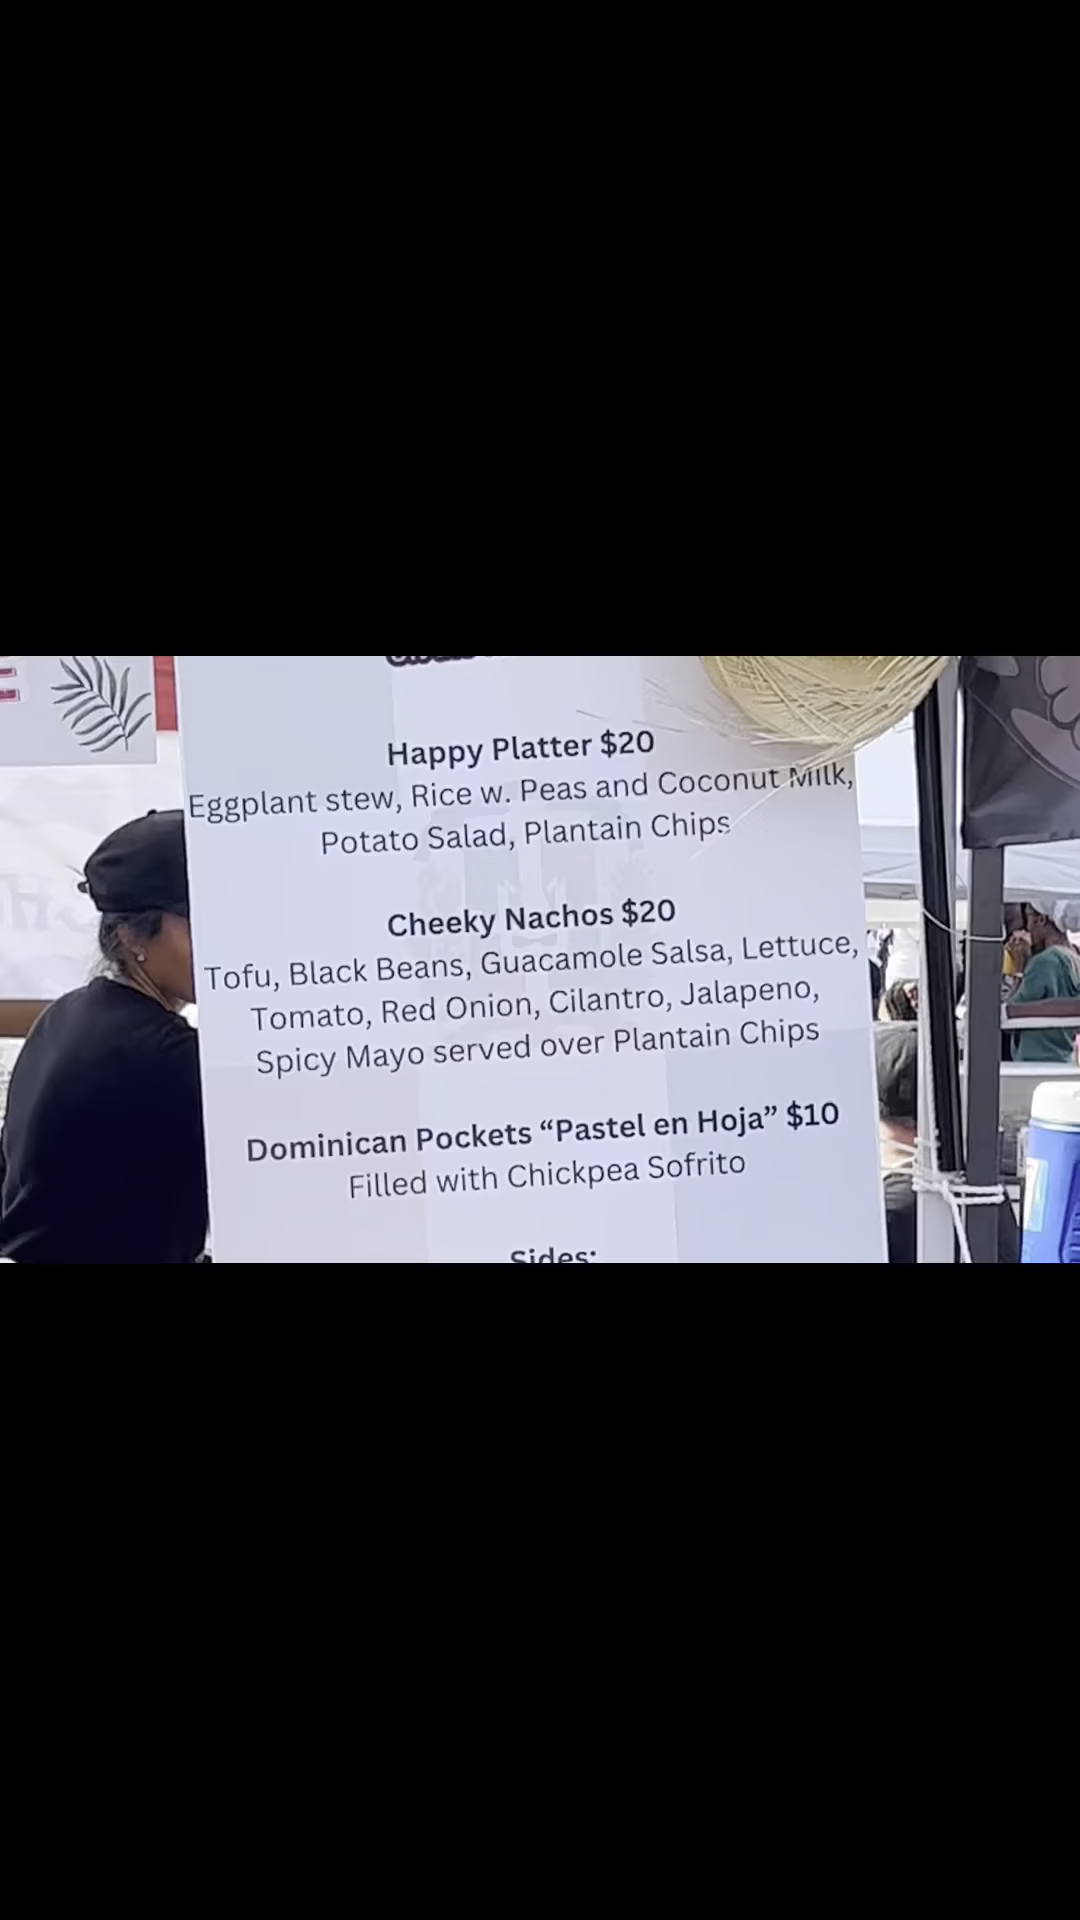 Happy Platter $20
Eggplant stew, Rice w. Peas and Coconut Milk,
Potato Salad, Plantain Chips
Cheeky Nachos $20
Tofu, Black Beans, Guacamole Salsa, Lettuce,
Tomato, Red Onion, Cilantro, Jalapeno,
Spicy Mayo served over Plantain Chips
Dominican Pockets “Pastel en Hoja” $10
Filled with Chickpea Sofrito
Sides: